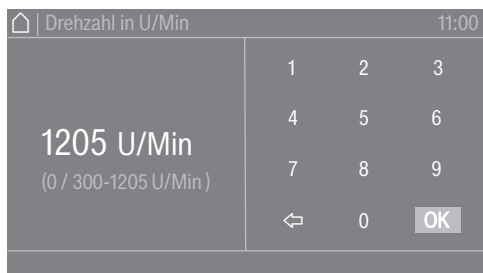 | Drehzahl in U/Min 11:00
1205 U/Min
(0 / 300-1205 U/Min)
1 2 3
4 5 6
7 8 9
0 OK